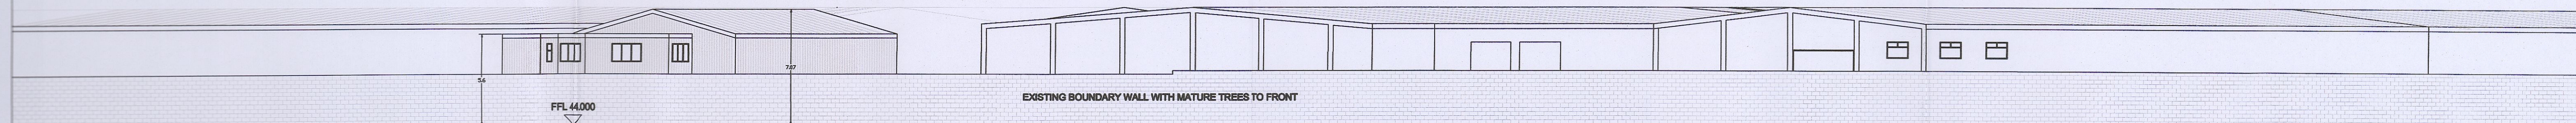 7.07
5.6
EXISTING BOUNDARY WALL WITH MATURE TREES TO FRONT
FFL 44.000